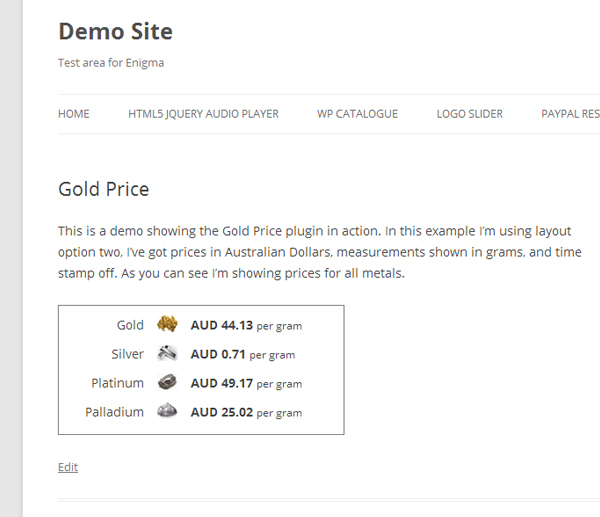 Demo Site
Test area for Enigma
HOME HTML5 JQUERY AUDIO PLAYER WP CATALOGUE LOGO SLIDER PAYPAL RES
Gold Price
This is a demo showing the Gold Price plugin in action. In this example I'm using layout
option two, I've got prices in Australian Dollars, measurements shown in grams, and time
stamp off. As you can see I'm showing prices for all metals.
Gold AUD 44.13 per gram
Silver AUD 0.71 per gram
Platinum AUD 49.17 per gram
Palladium AUD 25.02 per gram
Edit